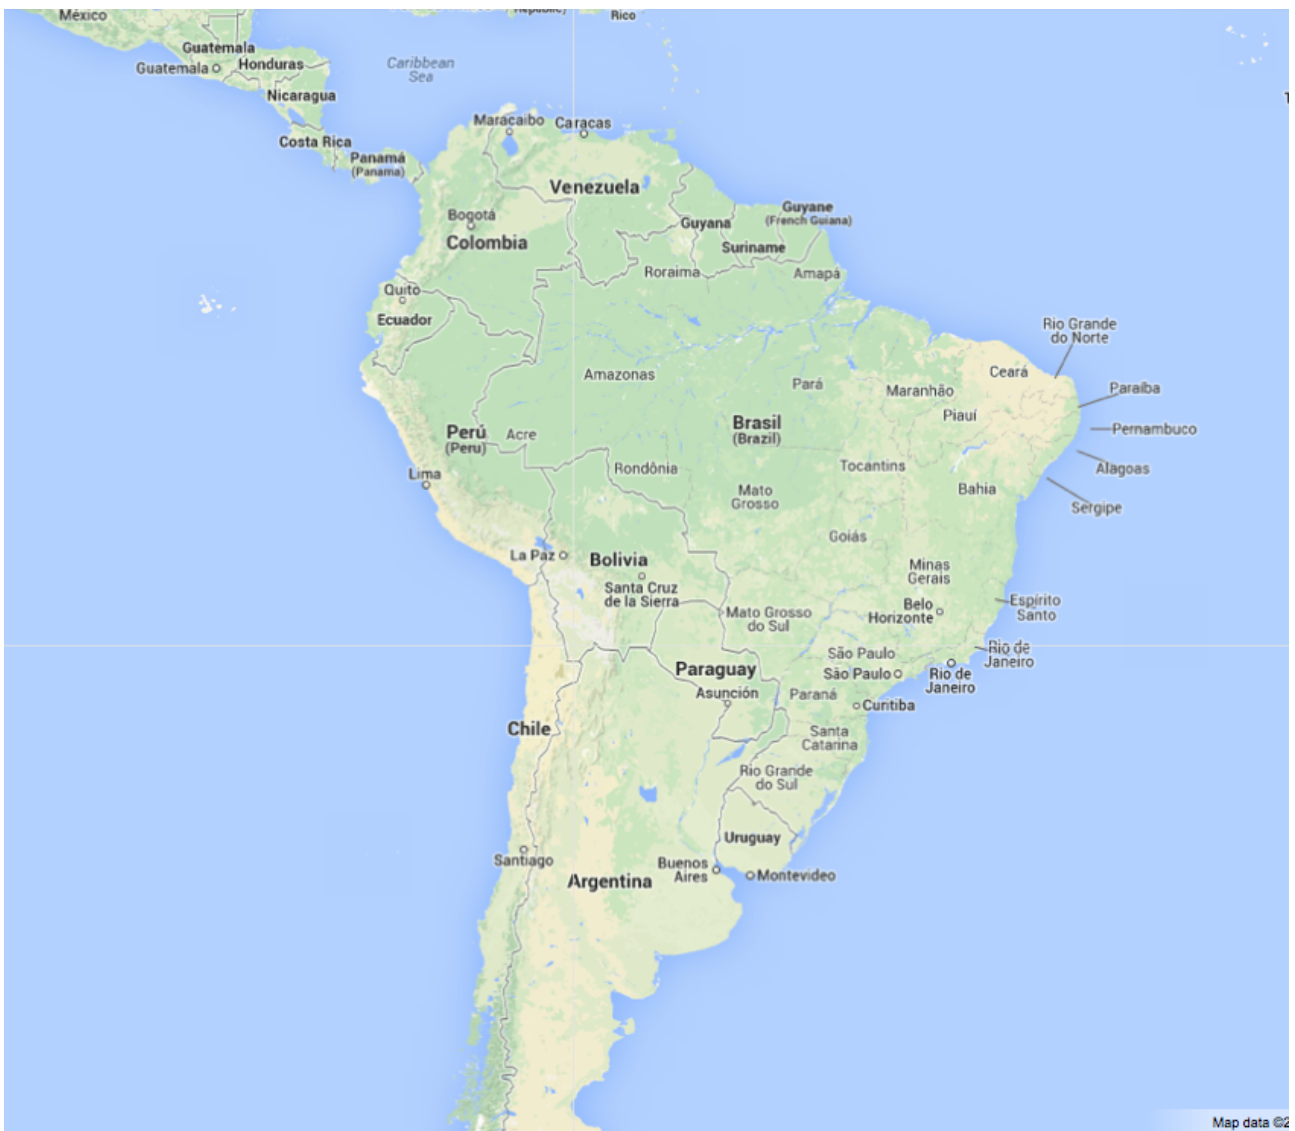 México
Republic)
Rico
Guatemala
Guatemala
Honduras
Caribbean
Sea
Nicaragua
Costa Rica
Panamá
(Panama)
Maracaibo
Caracas
Venezuela
Bogotá
Colombia
Guyana
Guyane
(French Guiana)
Suriname
Roraima
Amapá
Quito
Ecuador
Rio Grande
do Norte
Ceará
Amazonas
Pará
Maranhão
Paraíba
Piauí
Brasil
(Brazil)
Pernambuco
Perú
(Peru)
Acre
Rondônia
Tocantins
Alagoas
Lima
Mato
Grosso
Bahia
Sergipe
Goiás
La Paz
Bolivia
Minas
Gerais
Santa Cruz
de la Sierra
Belo
Horizonte
Espírito
Santo
Mato Grosso
do Sul
São Paulo
Rio de
Janeiro
Paraguay
São Paulo
Rio de
Janeiro
Asunción
Paraná
Curitiba
Chile
Santa
Catarina
Rio Grande
do Sul
Uruguay
Santiago
Buenos
Aires
Montevideo
Argentina
Map data ©2